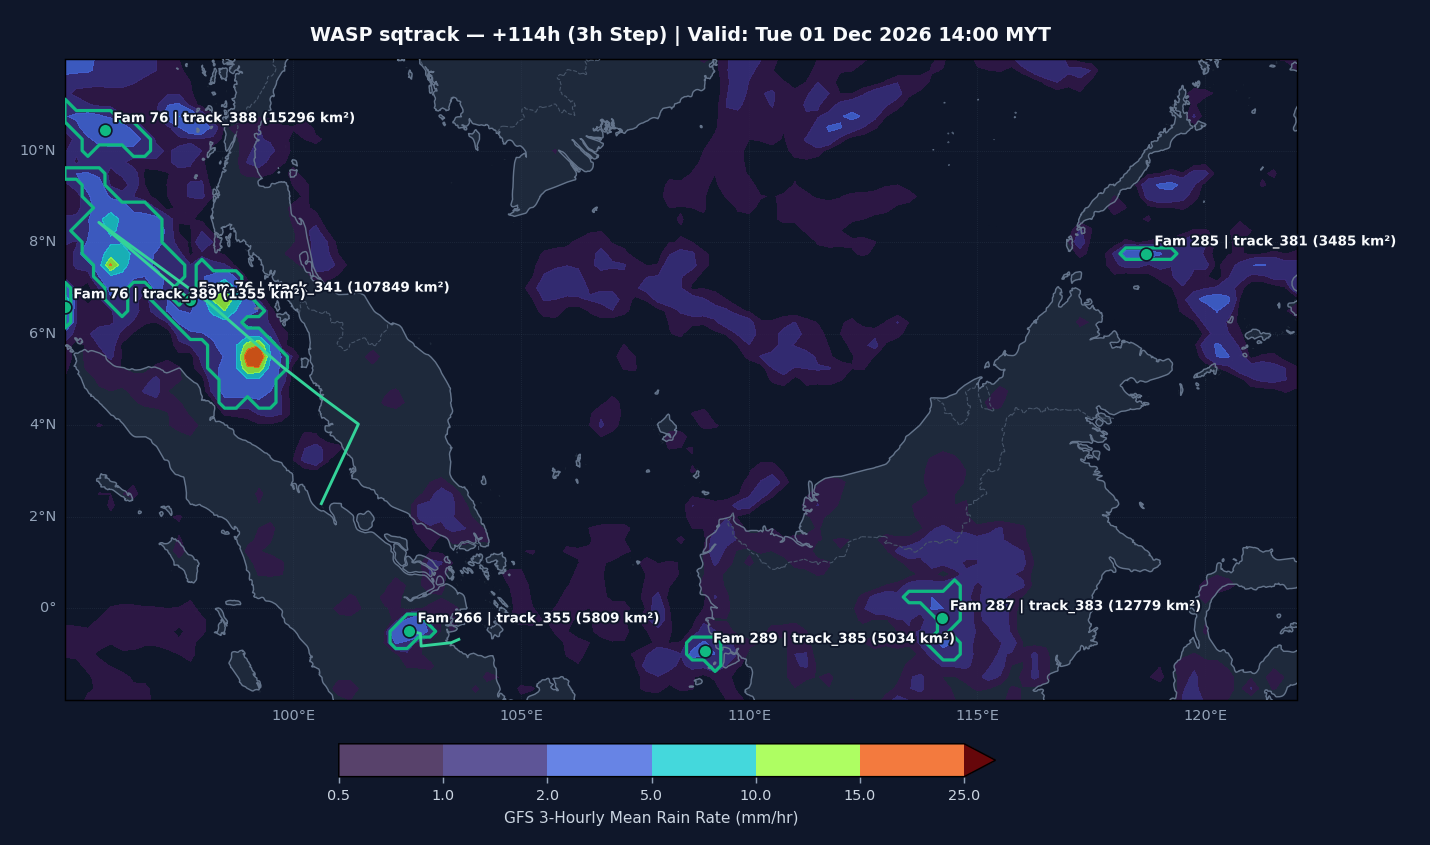 WASP sqtrack — +114h (3h Step) | Valid: Tue 01 Dec 2026 14:00 MYT
Fam 76 | track_388 (15296 km²)
10°N
8°N
Fam 285 | track_381 (3485 km²)
Fam 76 | track_341 (107849 km²)
Fam 76 | track_389 (1355 km²)
6°N
4°N
2°N
0°
Fam 287 | track_383 (12779 km²)
Fam 266 | track_355 (5809 km²)
Fam 289 | track_385 (5034 km²)
100°E 105°E 110°E 115°E 120°E
0.5 1.0 2.0 5.0 10.0 15.0 25.0
GFS 3-Hourly Mean Rain Rate (mm/hr)